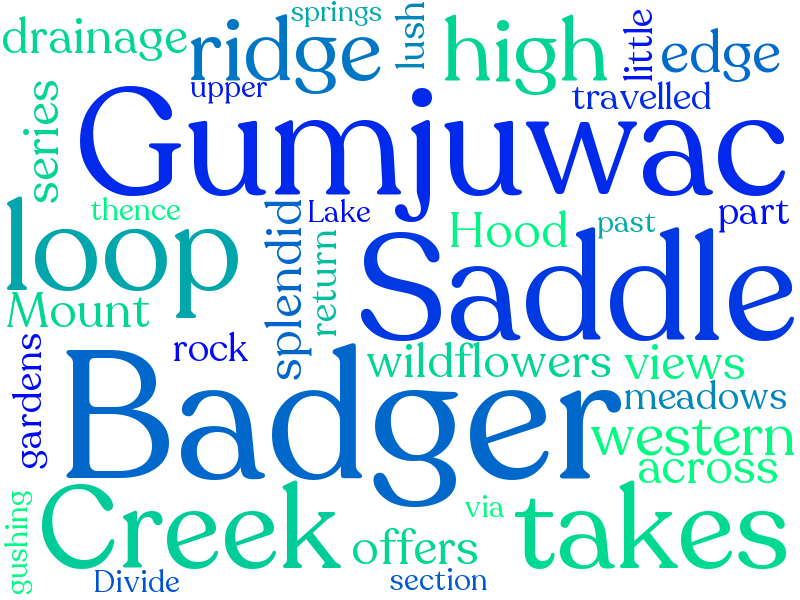 springs
drainage
ridge
lush
high
little
edge
upper
travelled
series
Gumjuwac
thence
splendid
Lake
return
Hood
past
part
loop
Saddle
Mount
rock
gardens
wildflowers
views
Badger
meadows
western
across
gushing
Creek
via
takes
offers
Divide
section